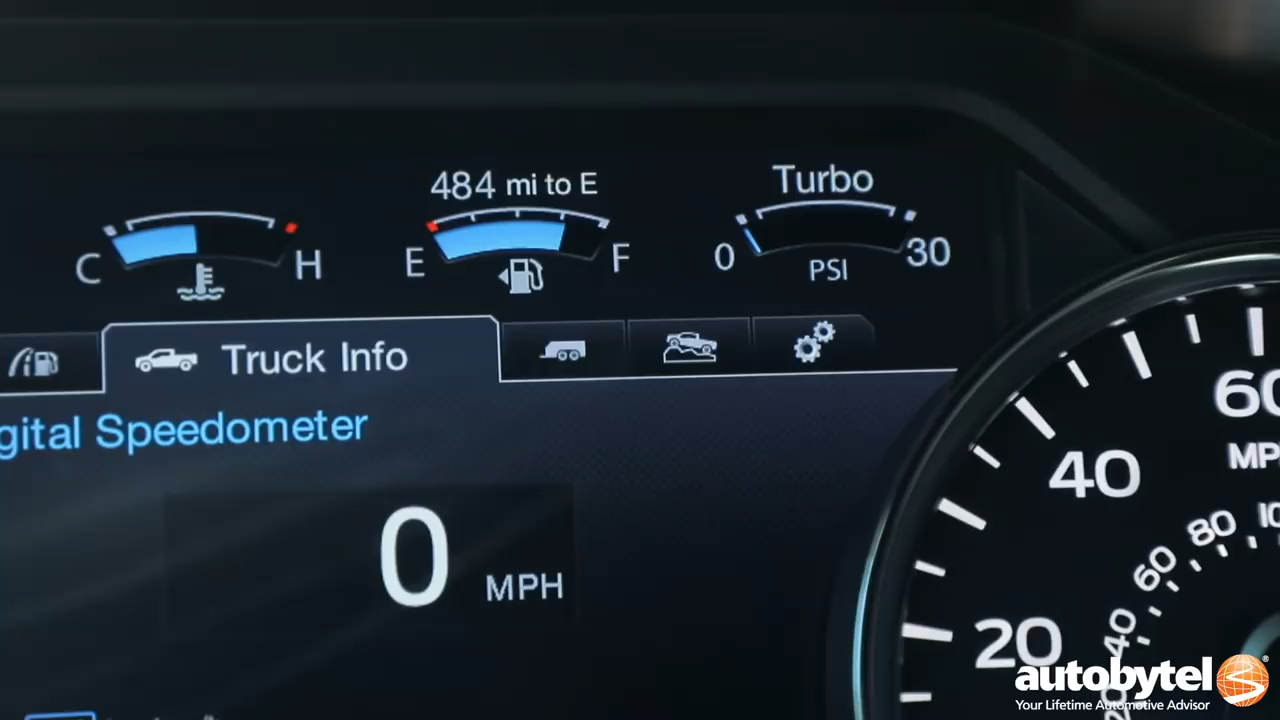 484 mi to E
Turbo
C
H
E
F
0
30
PSI
Truck Info
gital Speedometer
0
MPH
60
MP
40
20
80
60
40
autobytel®
Your Lifetime Automotive Advisor